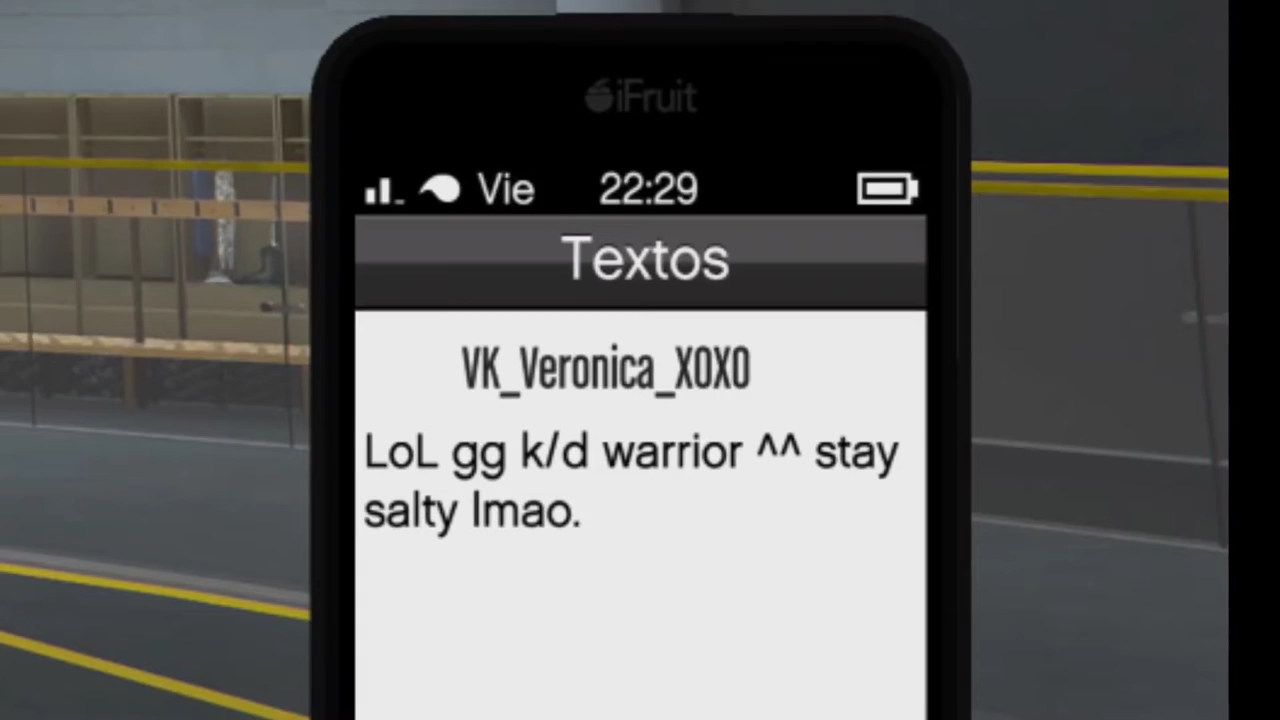 iFruit
Vie 22:29
Textos
VK_Veronica_XOXO
LoL gg k/d warrior ^^ stay
salty lmao.